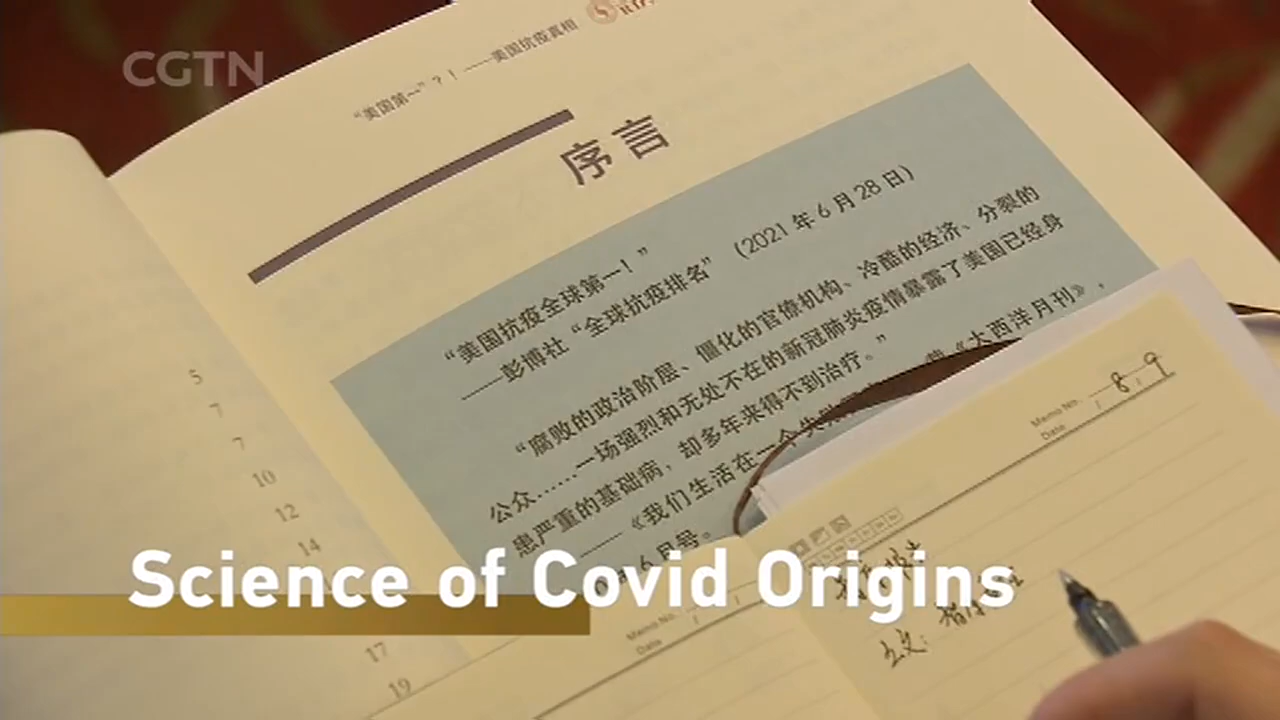 CGTN
“美国第一”？！——美国抗疫真相
序言
“美国抗疫全球第一！”
——彭博社“全球抗疫排名”（2021年6月28日）
“腐败的政治阶层、僵化的官僚机构、冷酷的经济、分裂的
公众……一场强烈和无处不在的新冠肺炎疫情暴露了美国已经身
患严重的基础病，却多年来得不到治疗。”
——《我们生活在一个失败
《大西洋月刊》，
6月号。
5
7
7
10
12
14
17
19
Science of Covid Origins
Memo No.
Date
8 9
Memo No.
Date